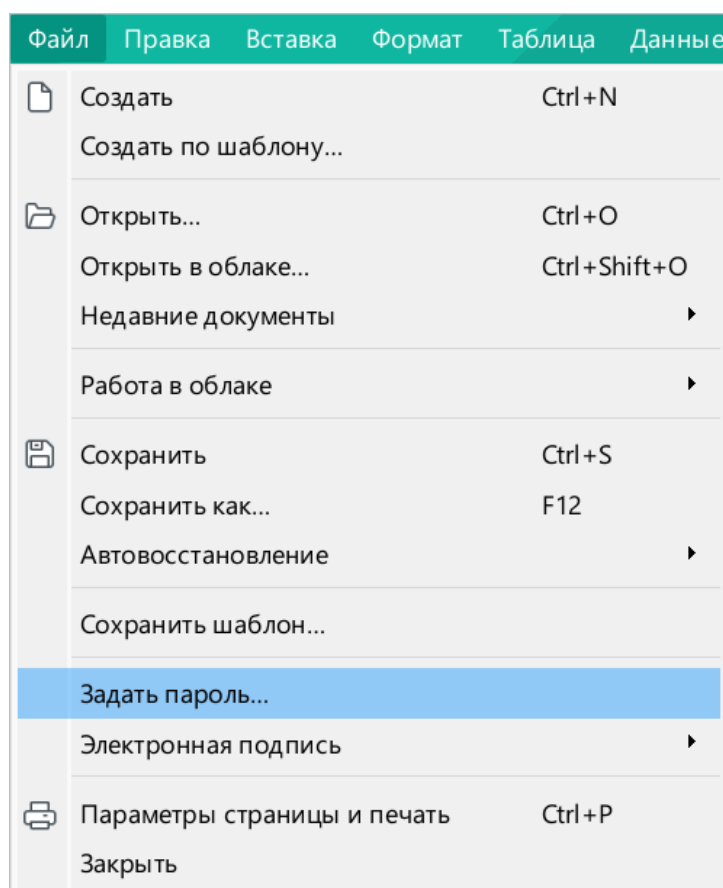 Файл Правка Вставка Формат Таблица Данные
Создать Ctrl+N
Создать по шаблону...
Открыть... Ctrl+O
Открыть в облаке... Ctrl+Shift+O
Недавние документы
Работа в облаке
Сохранить Ctrl+S
Сохранить как... F12
Автовосстановление
Сохранить шаблон...
Задать пароль...
Электронная подпись
Параметры страницы и печать Ctrl+P
Закрыть